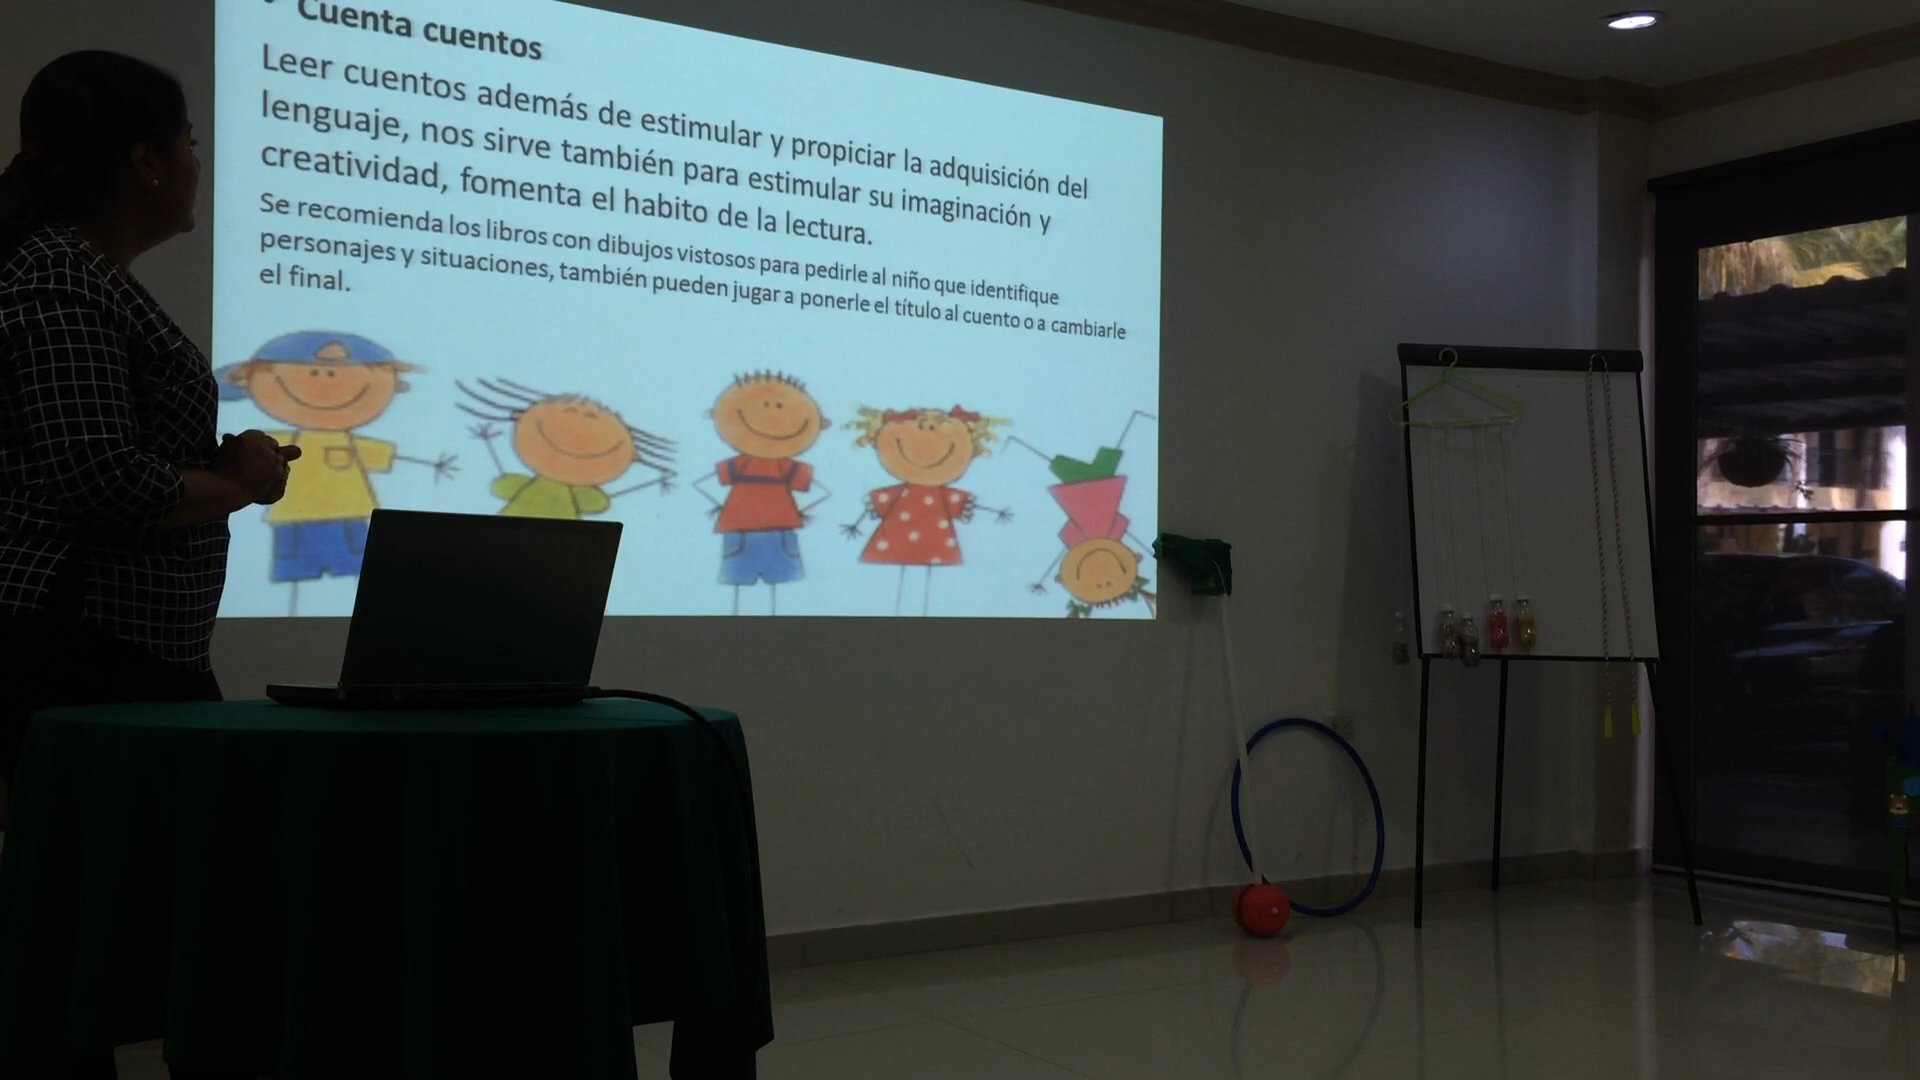 Cuenta cuentos
Leer cuentos además de estimular y propiciar la adquisición del
lenguaje, nos sirve también para estimular su imaginación y
creatividad, fomenta el habito de la lectura.
Se recomienda los libros con dibujos vistosos para pedirle al niño que identifique
personajes y situaciones, también pueden jugar a ponerle el título al cuento o a cambiarle
el final.